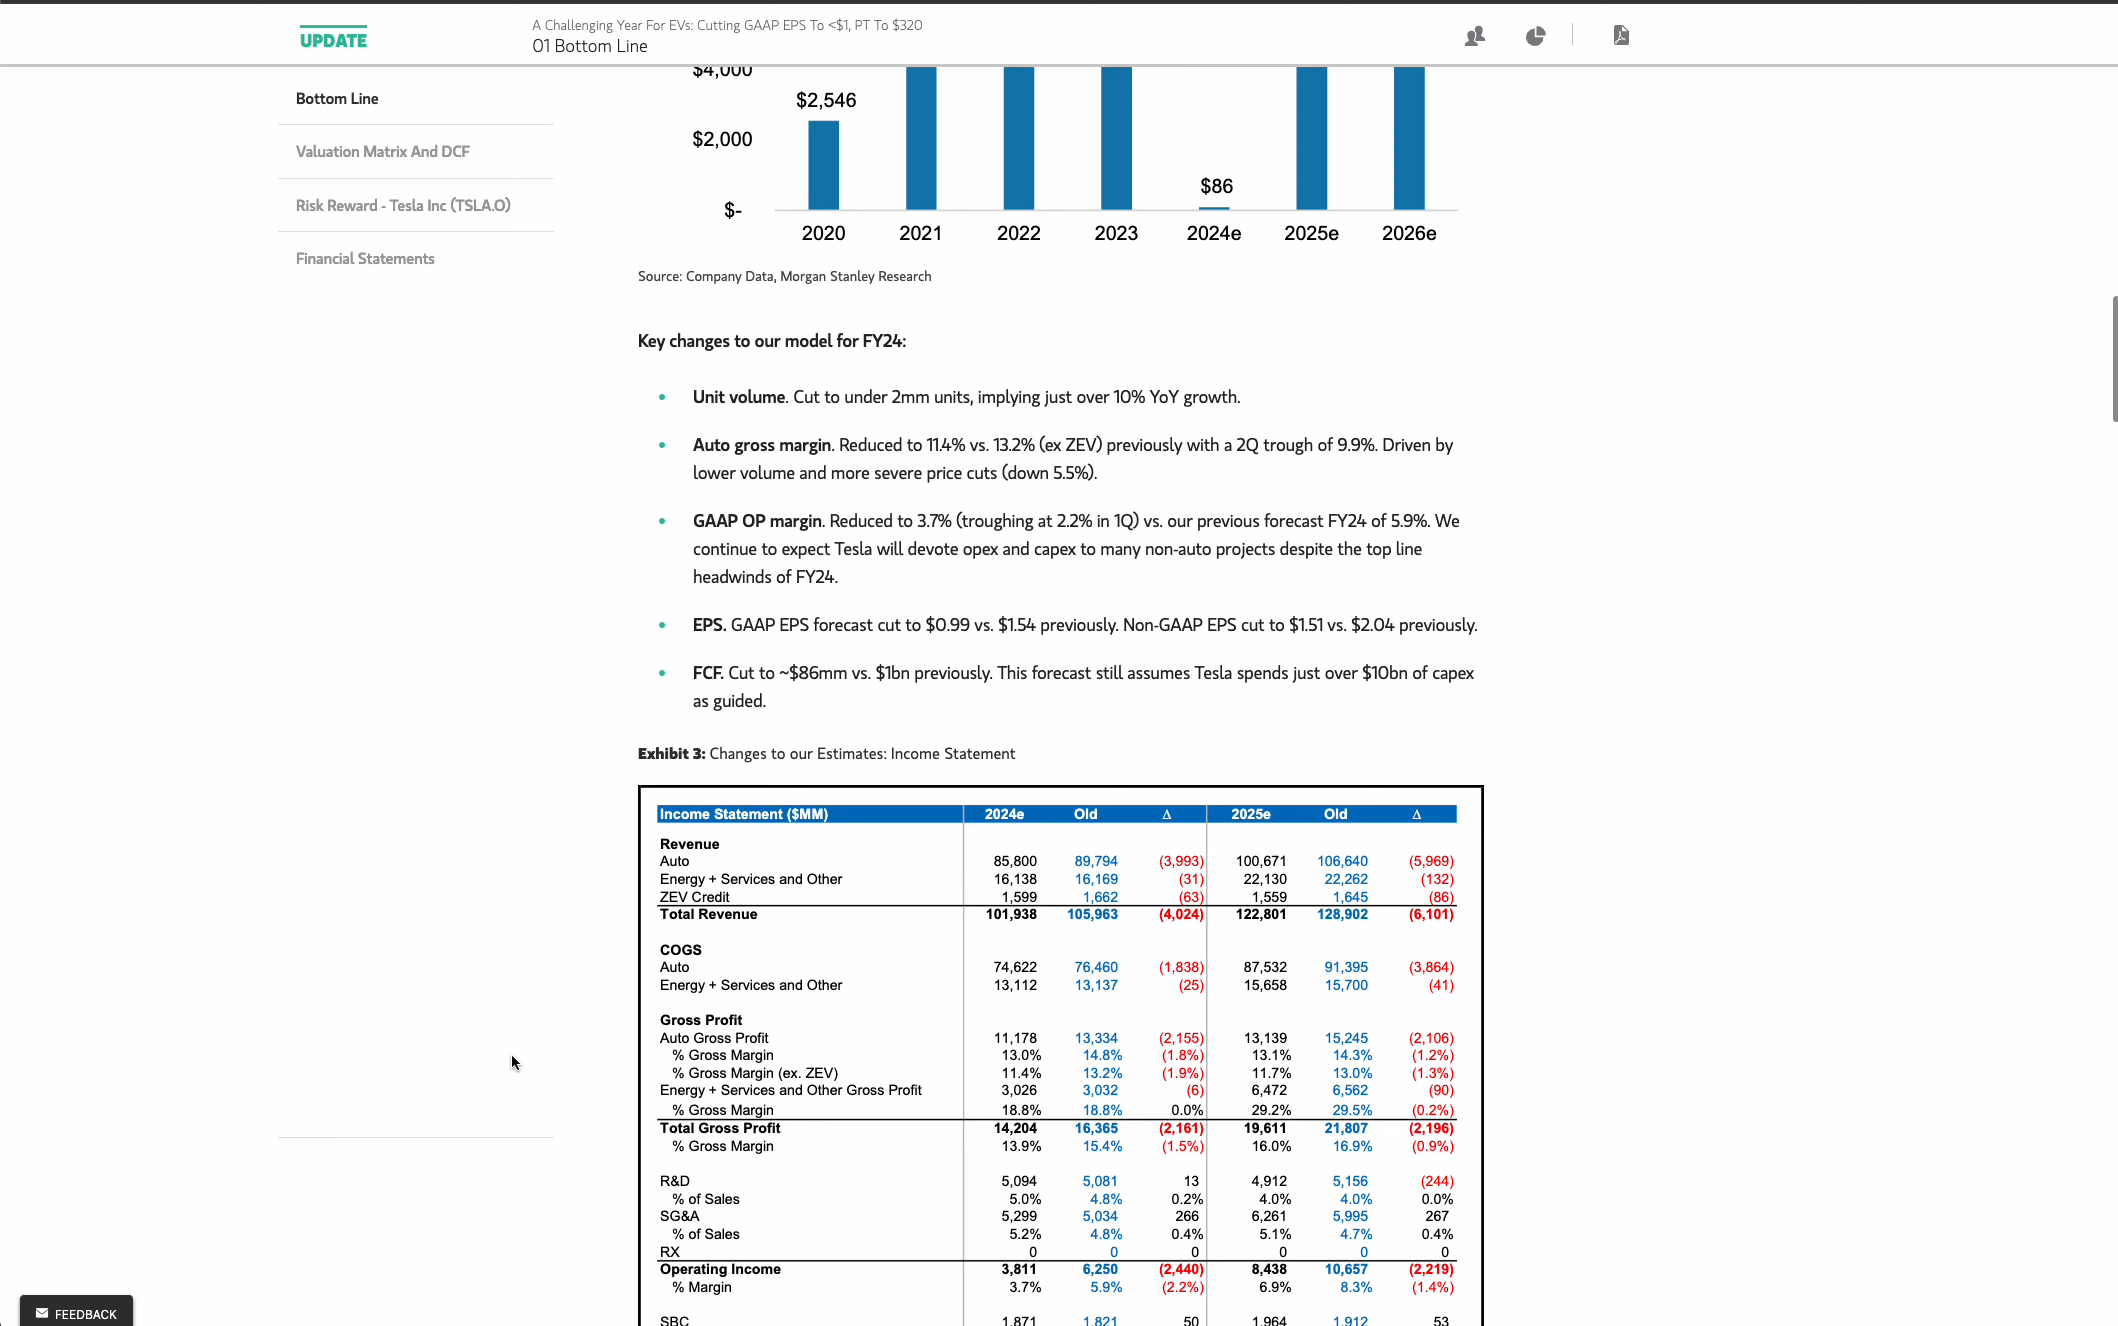 UPDATE
A Challenging Year For EVs: Cutting GAAP EPS To <$1, PT To $320
01 Bottom Line
Bottom Line
Valuation Matrix And DCF
Risk Reward - Tesla Inc (TSLA.O)
Financial Statements
$4,000
$2,546
$2,000
$86
$-
2020 2021 2022 2023 2024e 2025e 2026e
Source: Company Data, Morgan Stanley Research
Key changes to our model for FY24:
• Unit volume. Cut to under 2mm units, implying just over 10% YoY growth.
• Auto gross margin. Reduced to 11.4% vs. 13.2% (ex ZEV) previously with a 2Q trough of 9.9%. Driven by
lower volume and more severe price cuts (down 5.5%).
• GAAP OP margin. Reduced to 3.7% (troughing at 2.2% in 1Q) vs. our previous forecast FY24 of 5.9%. We
continue to expect Tesla will devote opex and capex to many non-auto projects despite the top line
headwinds of FY24.
• EPS. GAAP EPS forecast cut to $0.99 vs. $1.54 previously. Non-GAAP EPS cut to $1.51 vs. $2.04 previously.
• FCF. Cut to ~$86mm vs. $1bn previously. This forecast still assumes Tesla spends just over $10bn of capex
as guided.
Exhibit 3: Changes to our Estimates: Income Statement
Income Statement ($MM) 2024e Old Δ 2025e Old Δ
Revenue
Auto 85,800 89,794 (3,993) 100,671 106,640 (5,969)
Energy + Services and Other 16,138 16,169 (31) 22,130 22,262 (132)
ZEV Credit 1,599 1,662 (63) 1,559 1,645 (86)
Total Revenue 101,938 105,963 (4,024) 122,801 128,902 (6,101)
COGS
Auto 74,622 76,460 (1,838) 87,532 91,395 (3,864)
Energy + Services and Other 13,112 13,137 (25) 15,658 15,700 (41)
Gross Profit
Auto Gross Profit 11,178 13,334 (2,155) 13,139 15,245 (2,106)
% Gross Margin 13.0% 14.8% (1.8%) 13.1% 14.3% (1.2%)
% Gross Margin (ex. ZEV) 11.4% 13.2% (1.9%) 11.7% 13.0% (1.3%)
Energy + Services and Other Gross Profit 3,026 3,032 (6) 6,472 6,562 (90)
% Gross Margin 18.8% 18.8% 0.0% 29.2% 29.5% (0.2%)
Total Gross Profit 14,204 16,365 (2,161) 19,611 21,807 (2,196)
% Gross Margin 13.9% 15.4% (1.5%) 16.0% 16.9% (0.9%)
R&D 5,094 5,081 13 4,912 5,156 (244)
% of Sales 5.0% 4.8% 0.2% 4.0% 4.0% 0.0%
SG&A 5,299 5,034 266 6,261 5,995 267
% of Sales 5.2% 4.8% 0.4% 5.1% 4.7% 0.4%
RX 0 0 0 0 0 0
Operating Income 3,811 6,250 (2,440) 8,438 10,657 (2,219)
% Margin 3.7% 5.9% (2.2%) 6.9% 8.3% (1.4%)
SBC 1,871 1,821 50 1,964 1,912 53
FEEDBACK